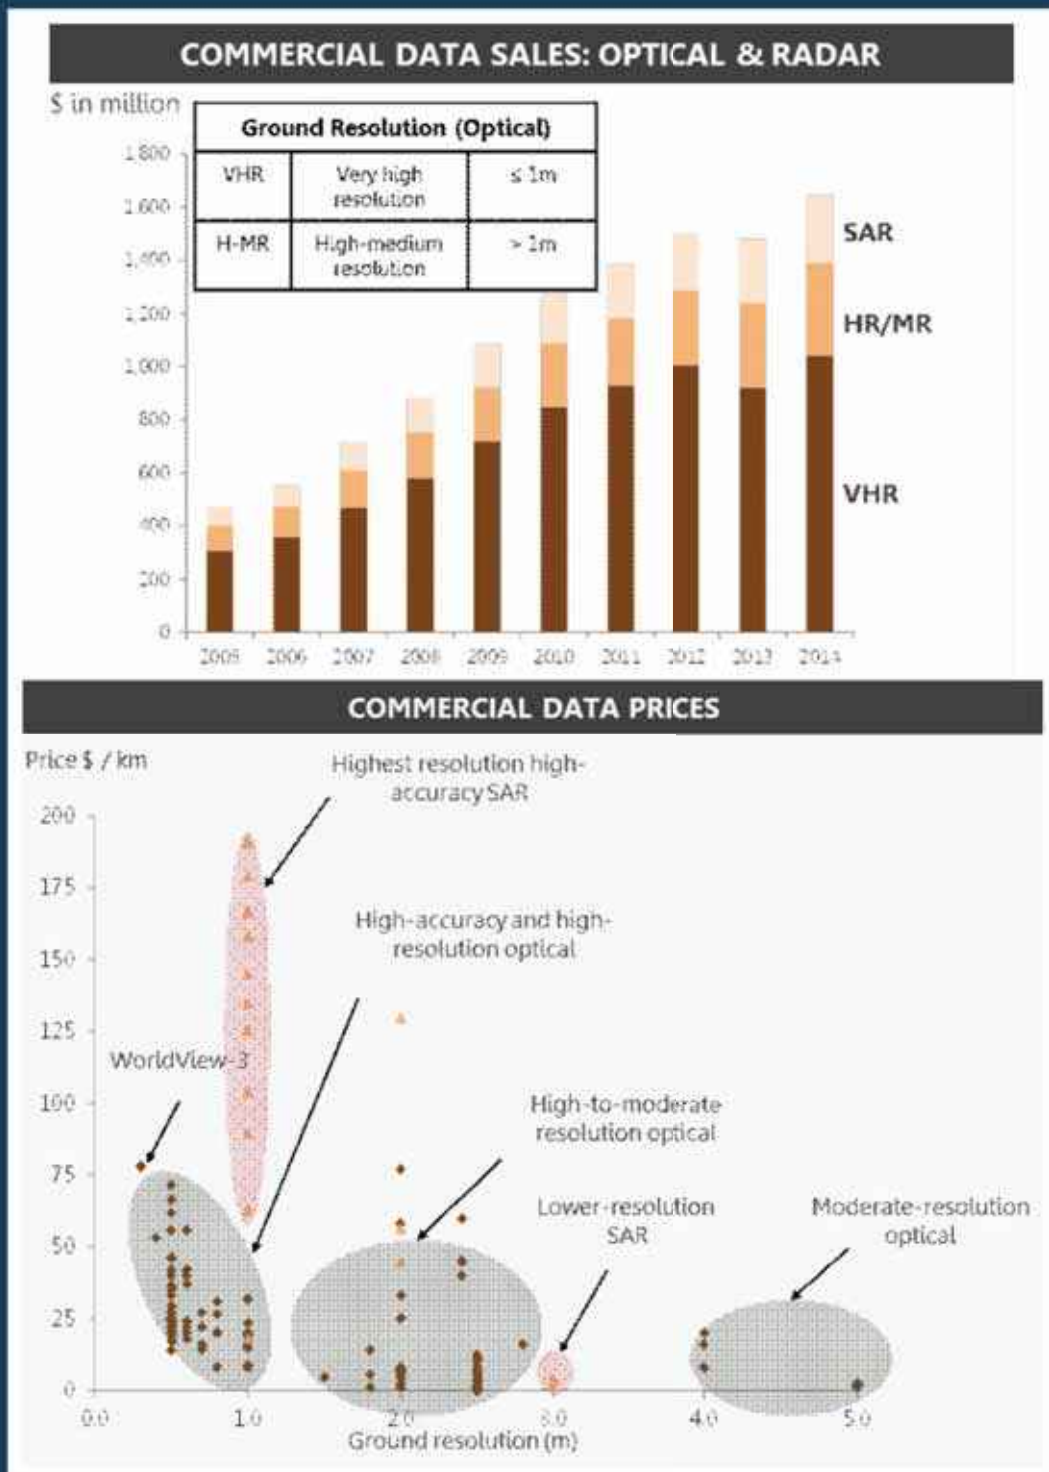 COMMERCIAL DATA SALES: OPTICAL & RADAR
$ in million
Ground Resolution (Optical)
VHR Very high resolution ≤ 1m
H-MR High-medium resolution > 1m
1 800
1 600
1,400
1,200
1,000
800
600
400
200
0
SAR
HR/MR
VHR
2005 2006 2007 2008 2009 2010 2011 2012 2013 2014
COMMERCIAL DATA PRICES
Price $ / km
Highest resolution high-
accuracy SAR
High-accuracy and high-
resolution optical
WorldView-3
High-to-moderate
resolution optical
Lower-resolution
SAR
Moderate-resolution
optical
200
175
150
125
100
75
50
25
0
0.0 1.0 2.0 3.0 4.0 5.0
Ground resolution (m)